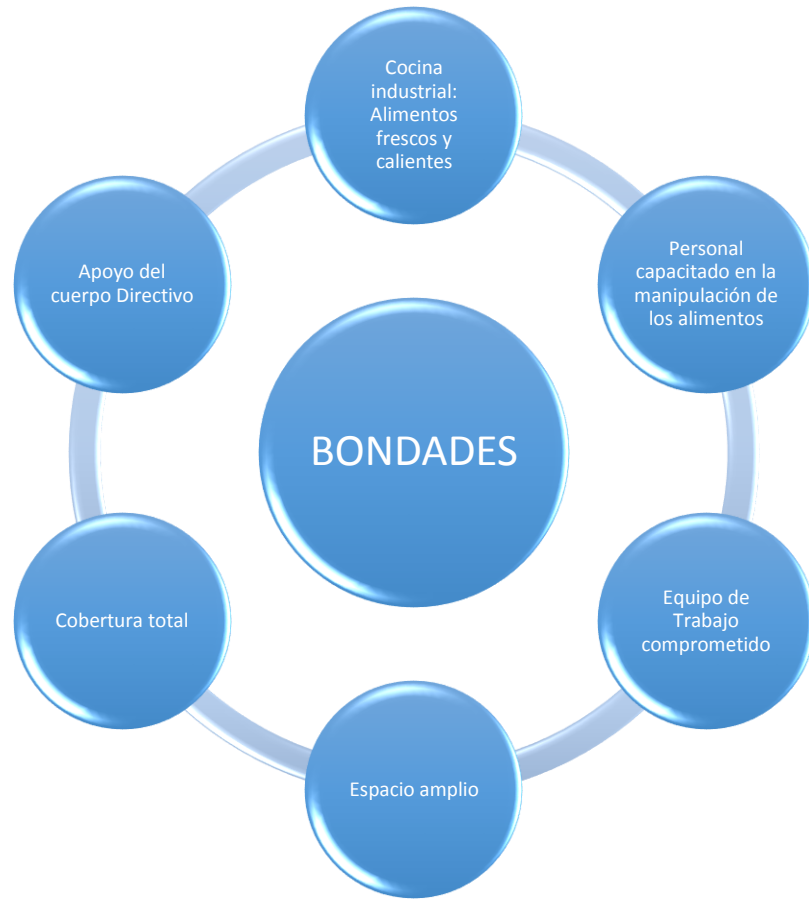 Cocina
industrial:
Alimentos
frescos y
calientes
Personal
capacitado en la
manipulación de
los alimentos
Equipo de
Trabajo
comprometido
Espacio amplio
Cobertura total
Apoyo del
cuerpo Directivo
BONDADES